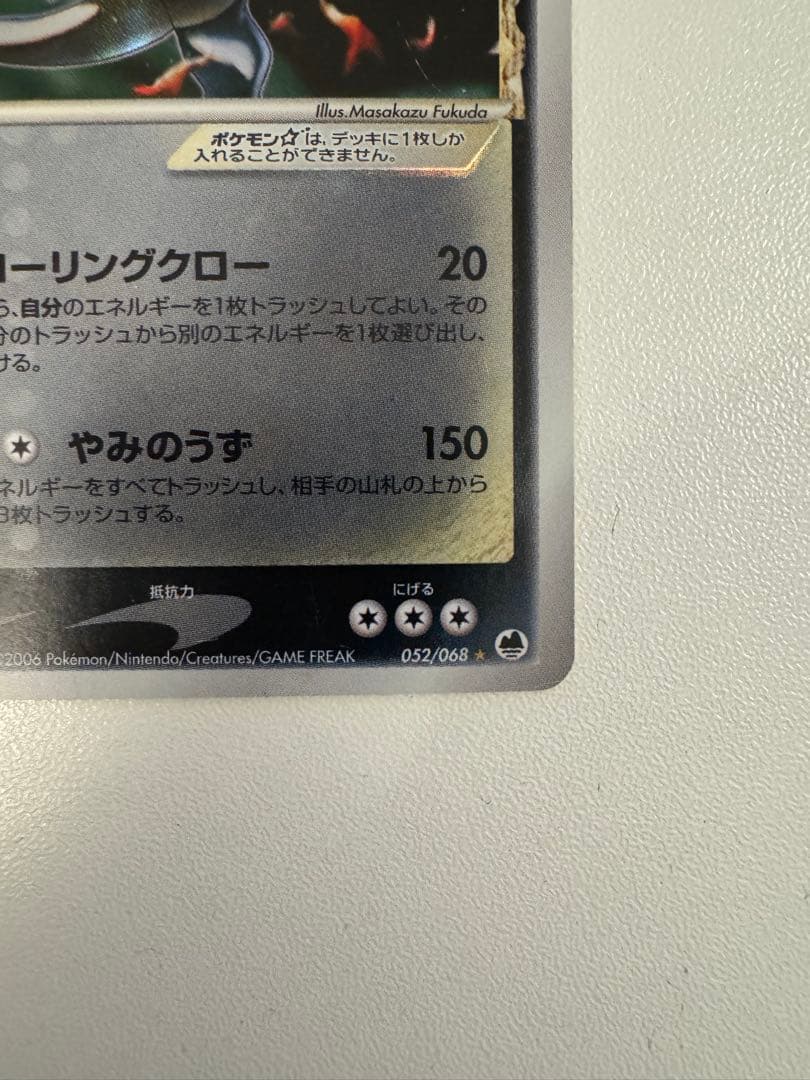 Illus.Masakazu Fukuda
ポケモン☆は、デッキに1枚しか
入れることができません。
ローリングクロー 20
ら、自分のエネルギーを1枚トラッシュしてよい。その
分のトラッシュから別のエネルギーを1枚選び出し、
ける。
やみのうず 150
ネルギーをすべてトラッシュし、相手の山札の上から
3枚トラッシュする。
抵抗力 にげる
©2006 Pokémon/Nintendo/Creatures/GAME FREAK 052/068 ★